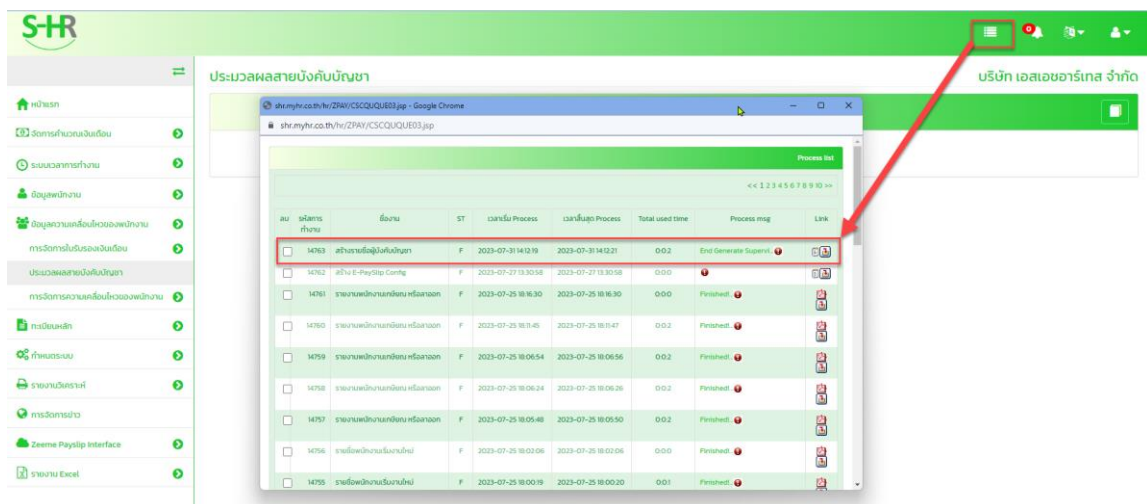 S-HR
0
ประมวลผลสายบังคับบัญชา
บริษัท เอสเอชอาร์เทส จำกัด
หน้าแรก
จัดการคำนวณเงินเดือน
ระบบเวลาการทำงาน
ข้อมูลพนักงาน
ข้อมูลความเคลื่อนไหวของพนักงาน
การจัดการใบรับรองเงินเดือน
ประมวลผลสายบังคับบัญชา
การจัดการความเคลื่อนไหวของพนักงาน
ทะเบียนหลัก
กำหนดระบบ
รายงานวิเคราะห์
การจัดการข่าว
Zeeme Payslip Interface
รายงาน Excel
shr.myhr.co.th/hr/ZPAY/CSCQUQUE03.jsp - Google Chrome
shr.myhr.co.th/hr/ZPAY/CSCQUQUE03.jsp
Process list
<< 1 2 3 4 5 6 7 8 9 10 >>
ลบ รหัสการทำงาน ชื่องาน ST เวลาเริ่ม Process เวลาสิ้นสุด Process Total used time Process msg Link
14763 สร้างรายชื่อผู้บังคับบัญชา F 2023-07-31 14:12:19 2023-07-31 14:12:21 0:0:2 End Generate Supervi..
14762 สร้าง E-PaySlip Config F 2023-07-27 13:30:58 2023-07-27 13:30:58 0:0:0
14761 รายงานพนักงานเกษียณ หรือลาออก F 2023-07-25 18:16:30 2023-07-25 18:16:30 0:0:0 Finished!..
14760 รายงานพนักงานเกษียณ หรือลาออก F 2023-07-25 18:11:45 2023-07-25 18:11:47 0:0:2 Finished!..
14759 รายงานพนักงานเกษียณ หรือลาออก F 2023-07-25 18:06:54 2023-07-25 18:06:56 0:0:2 Finished!..
14758 รายงานพนักงานเกษียณ หรือลาออก F 2023-07-25 18:06:24 2023-07-25 18:06:26 0:0:2 Finished!..
14757 รายงานพนักงานเกษียณ หรือลาออก F 2023-07-25 18:05:48 2023-07-25 18:05:50 0:0:2 Finished!..
14756 รายชื่อพนักงานเริ่มงานใหม่ F 2023-07-25 18:02:06 2023-07-25 18:02:06 0:0:0 Finished!..
14755 รายชื่อพนักงานเริ่มงานใหม่ F 2023-07-25 18:00:19 2023-07-25 18:00:20 0:0:1 Finished!..